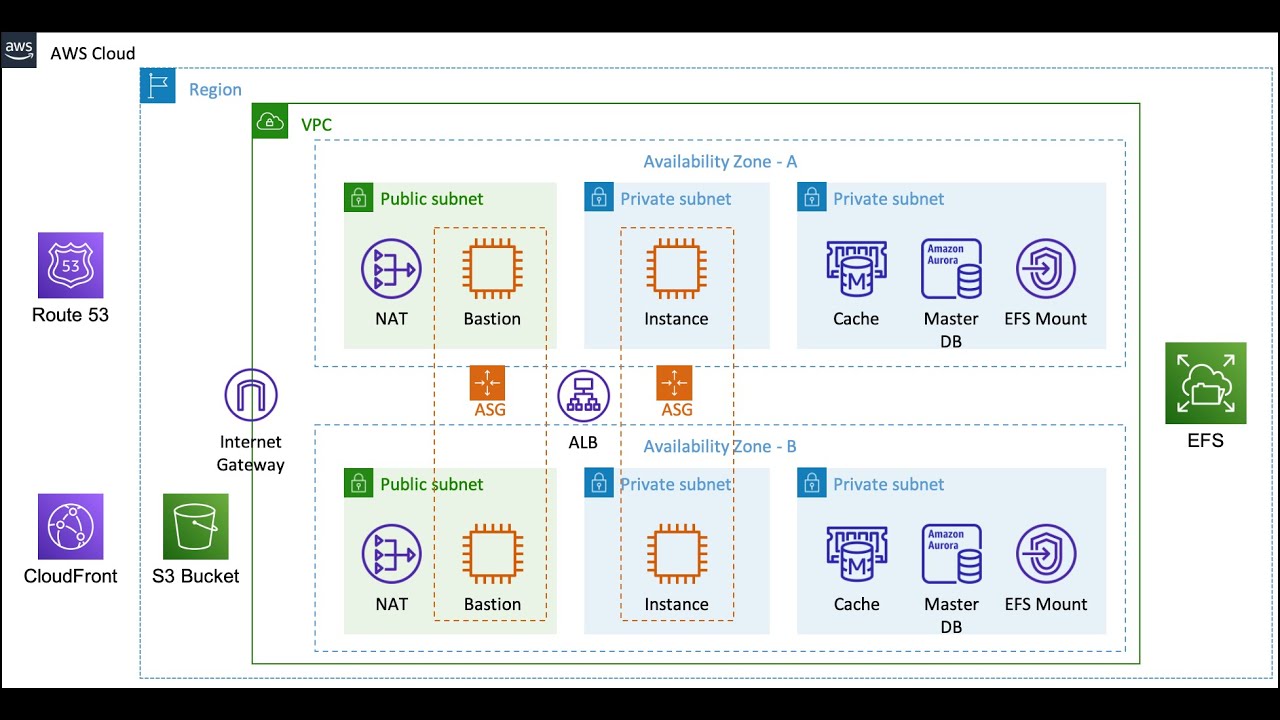 aws
AWS Cloud
Region
VPC
Availability Zone - A
Public subnet
Private subnet
Private subnet
53
M
Amazon
Aurora
Route 53
NAT
Bastion
Instance
Cache
Master
DB
EFS Mount
ASG
ALB
ASG
Internet
Gateway
EFS
Availability Zone - B
Public subnet
Private subnet
Private subnet
M
Amazon
Aurora
CloudFront
S3 Bucket
NAT
Bastion
Instance
Cache
Master
DB
EFS Mount